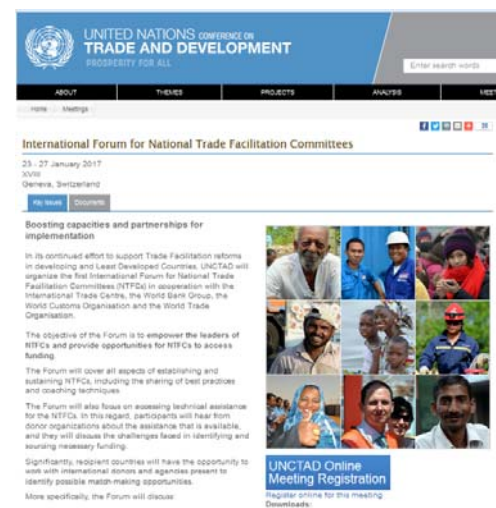 UNITED NATIONS CONFERENCE ON
TRADE AND DEVELOPMENT
PROSPERITY FOR ALL
Enter search words
ABOUT THEMES PROJECTS ANALYSIS MEET
Home Meetings
International Forum for National Trade Facilitation Committees
23 - 27 January 2017
XVIII
Geneva, Switzerland
Key Issues Documents
Boosting capacities and partnerships for
implementation
In its continued effort to support Trade Facilitation reforms
in developing and Least Developed Countries, UNCTAD will
organize the first International Forum for National Trade
Facilitation Committees (NTFCs) in cooperation with the
International Trade Centre, the World Bank Group, the
World Customs Organisation and the World Trade
Organisation.
The objective of the Forum is to empower the leaders of
NTFCs and provide opportunities for NTFCs to access
funding.
The Forum will cover all aspects of establishing and
sustaining NTFCs, including the sharing of best practices
and coaching techniques.
The Forum will also focus on accessing technical assistance
for the NTFCs. In this regard, participants will hear from
donor organizations about the assistance that is available,
and they will discuss the challenges faced in identifying and
sourcing necessary funding.
Significantly, recipient countries will have the opportunity to
work with international donors and agencies present to
identify possible match-making opportunities.
More specifically, the Forum will discuss:
UNCTAD Online
Meeting Registration
Register online for this meeting
Downloads: